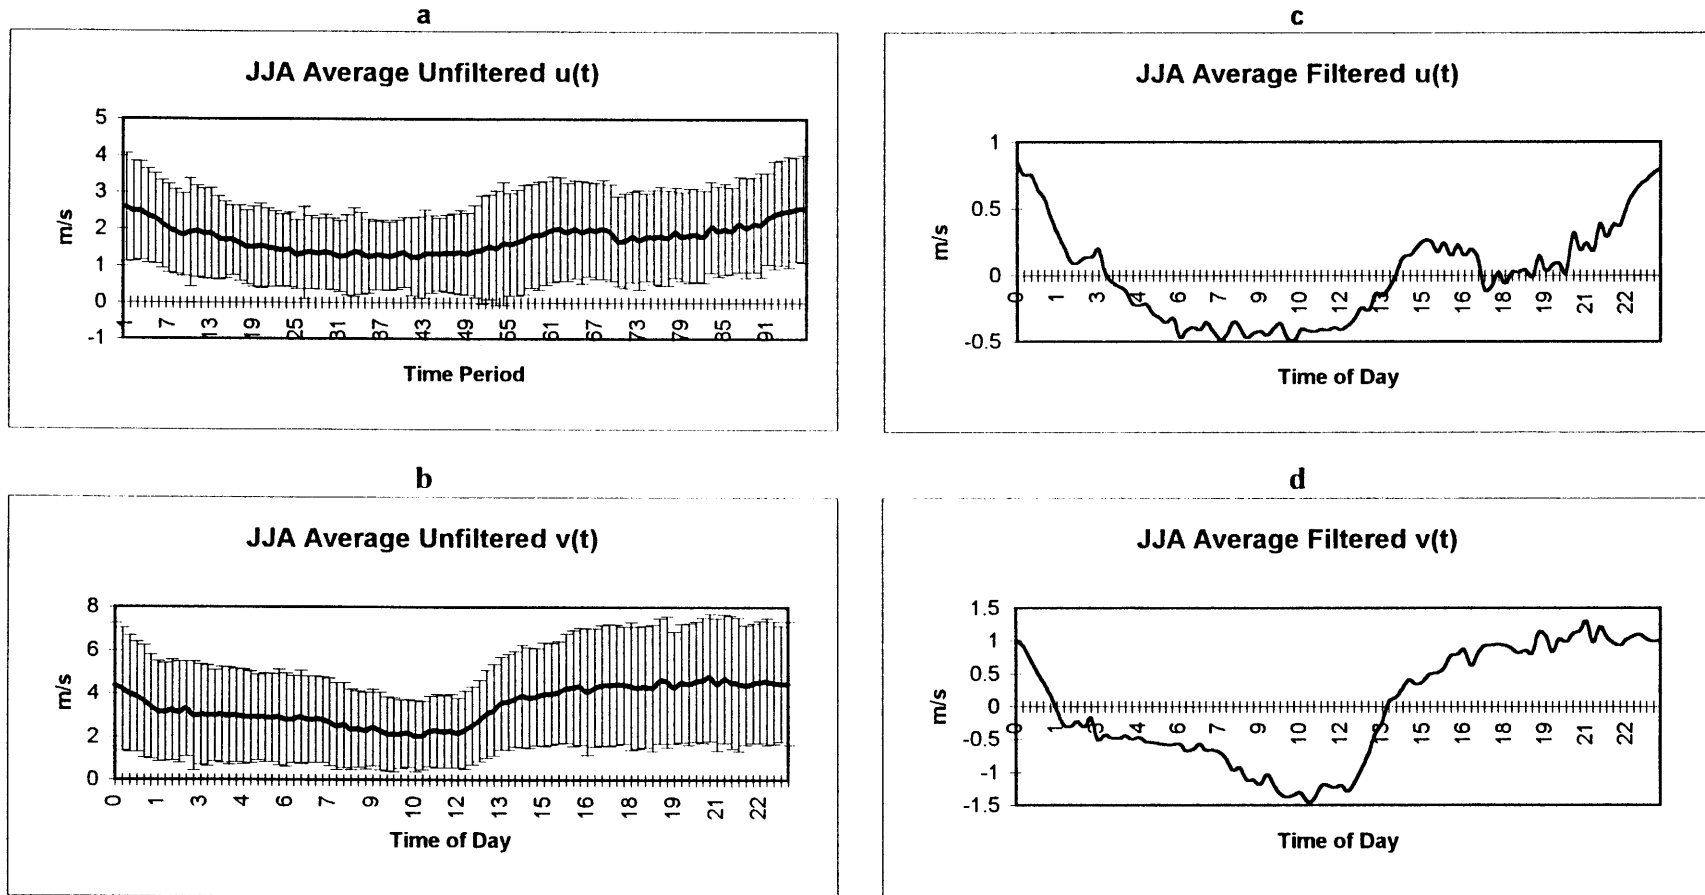 a
JJA Average Unfiltered u(t)
5
4
3
2
1
0
-1
m/s
1 7 13 19 25 31 37 43 49 55 61 67 73 79 85 91
Time Period
c
JJA Average Filtered u(t)
1
0.5
0
-0.5
m/s
0 1 3 4 6 7 9 10 12 13 15 16 18 19 21 22
Time of Day
b
JJA Average Unfiltered v(t)
8
6
4
2
0
m/s
0 1 3 4 6 7 9 10 12 13 15 16 18 19 21 22
Time of Day
d
JJA Average Filtered v(t)
1.5
1
0.5
0
-0.5
-1
-1.5
m/s
0 1 3 4 6 7 9 10 12 13 15 16 18 19 21 22
Time of Day